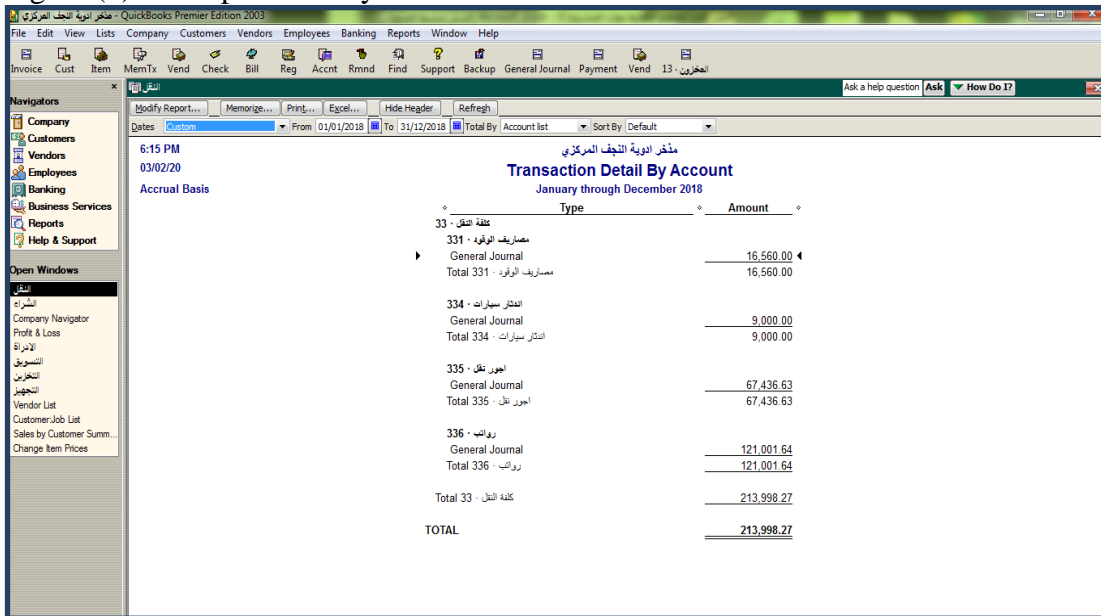 مذخر ادوية النجف المركزي - QuickBooks Premier Edition 2003
File Edit View Lists Company Customers Vendors Employees Banking Reports Window Help
Invoice Cust Item MemTx Vend Check Bill Reg Accnt Rmnd Find Support Backup General Journal Payment Vend المخزون - 13
النقل
Ask a help question Ask How Do I?
Navigators
Company
Customers
Vendors
Employees
Banking
Business Services
Reports
Help & Support
Open Windows
النقل
الشراء
Company Navigator
Profit & Loss
الادراة
التسويق
التخزين
التجهيز
Vendor List
Customer:Job List
Sales by Customer Summ...
Change Item Prices
Modify Report... Memorize... Print... Excel... Hide Header Refresh
Dates Custom From 01/01/2018 To 31/12/2018 Total By Account list Sort By Default
6:15 PM
03/02/20
Accrual Basis
مذخر ادوية النجف المركزي
Transaction Detail By Account
January through December 2018
Type Amount
33 · كلفة النقل
331 · مصاريف الوقود
General Journal 16,560.00
Total 331 · مصاريف الوقود 16,560.00
334 · اندثار سيارات
General Journal 9,000.00
Total 334 · اندثار سيارات 9,000.00
335 · اجور نقل
General Journal 67,436.63
Total 335 · اجور نقل 67,436.63
336 · رواتب
General Journal 121,001.64
Total 336 · رواتب 121,001.64
Total 33 · كلفة النقل 213,998.27
TOTAL 213,998.27